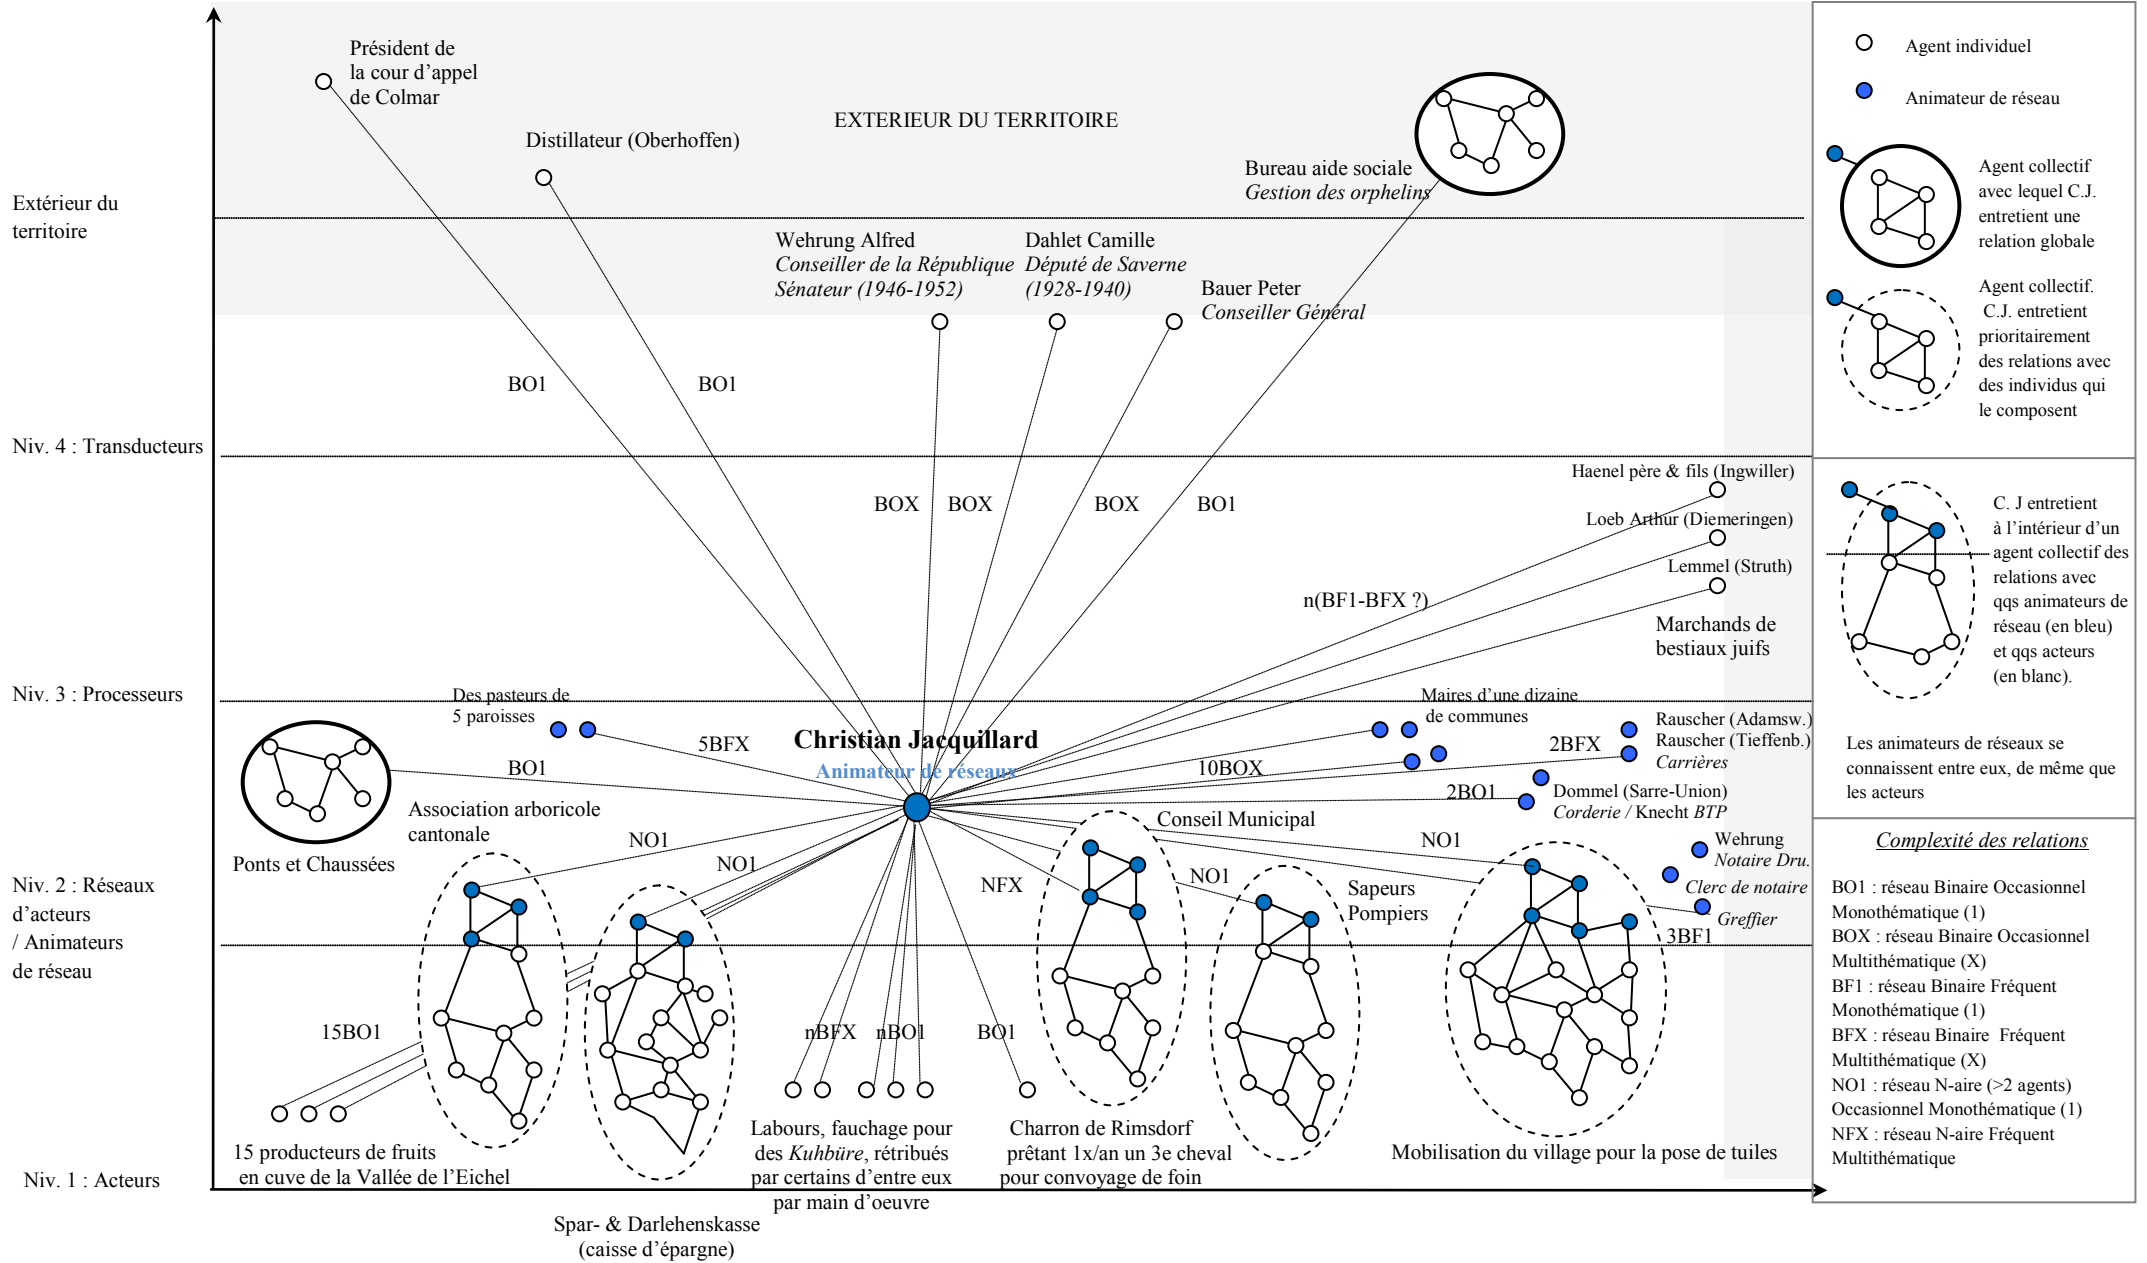 Président de
la cour d'appel
de Colmar
Distillateur (Oberhoffen)
EXTERIEUR DU TERRITOIRE
Bureau aide sociale
Gestion des orphelins
Extérieur du
territoire
Wehrung Alfred
Conseiller de la République
Sénateur (1946-1952)
Dahlet Camille
Député de Saverne
(1928-1940)
Bauer Peter
Conseiller Général
BO1
BO1
Niv. 4 : Transducteurs
BOX
BOX
BOX
BO1
Haenel père & fils (Ingwiller)
Loeb Arthur (Diemeringen)
Lemmel (Struth)
n(BF1-BFX ?)
Marchands de
bestiaux juifs
Niv. 3 : Processeurs
Des pasteurs de
5 paroisses
5BFX
Christian Jacquillard
Animateur de réseaux
BO1
Maires d'une dizaine
de communes
10BOX
2BFX
Rauscher (Adamsw.)
Rauscher (Tieffenb.)
Carrières
2BO1
Dommel (Sarre-Union)
Corderie / Knecht BTP
Ponts et Chaussées
Association arboricole
cantonale
NO1
NO1
Conseil Municipal
NFX
NO1
NO1
Sapeurs
Pompiers
Wehrung
Notaire Dru.
Clerc de notaire
Greffier
3BF1
Niv. 2 : Réseaux
d'acteurs
/ Animateurs
de réseau
15BO1
nBFX
nBO1
BO1
15 producteurs de fruits
en cuve de la Vallée de l'Eichel
Labours, fauchage pour
des Kuhbüre, rétribués
par certains d'entre eux
par main d'oeuvre
Charron de Rimsdorf
prêtant 1x/an un 3e cheval
pour convoyage de foin
Mobilisation du village pour la pose de tuiles
Niv. 1 : Acteurs
Spar- & Darlehenskasse
(caisse d'épargne)
Agent individuel
Animateur de réseau
Agent collectif
avec lequel C.J.
entretient une
relation globale
Agent collectif.
C.J. entretient
prioritairement
des relations avec
des individus qui
le composent
C. J entretient
à l'intérieur d'un
agent collectif des
relations avec
qqs animateurs de
réseau (en bleu)
et qqs acteurs
(en blanc).
Les animateurs de réseaux se
connaissent entre eux, de même que
les acteurs
Complexité des relations
BO1 : réseau Binaire Occasionnel
Monothématique (1)
BOX : réseau Binaire Occasionnel
Multithématique (X)
BF1 : réseau Binaire Fréquent
Monothématique (1)
BFX : réseau Binaire Fréquent
Multithématique (X)
NO1 : réseau N-aire (>2 agents)
Occasionnel Monothématique (1)
NFX : réseau N-aire Fréquent
Multithématique